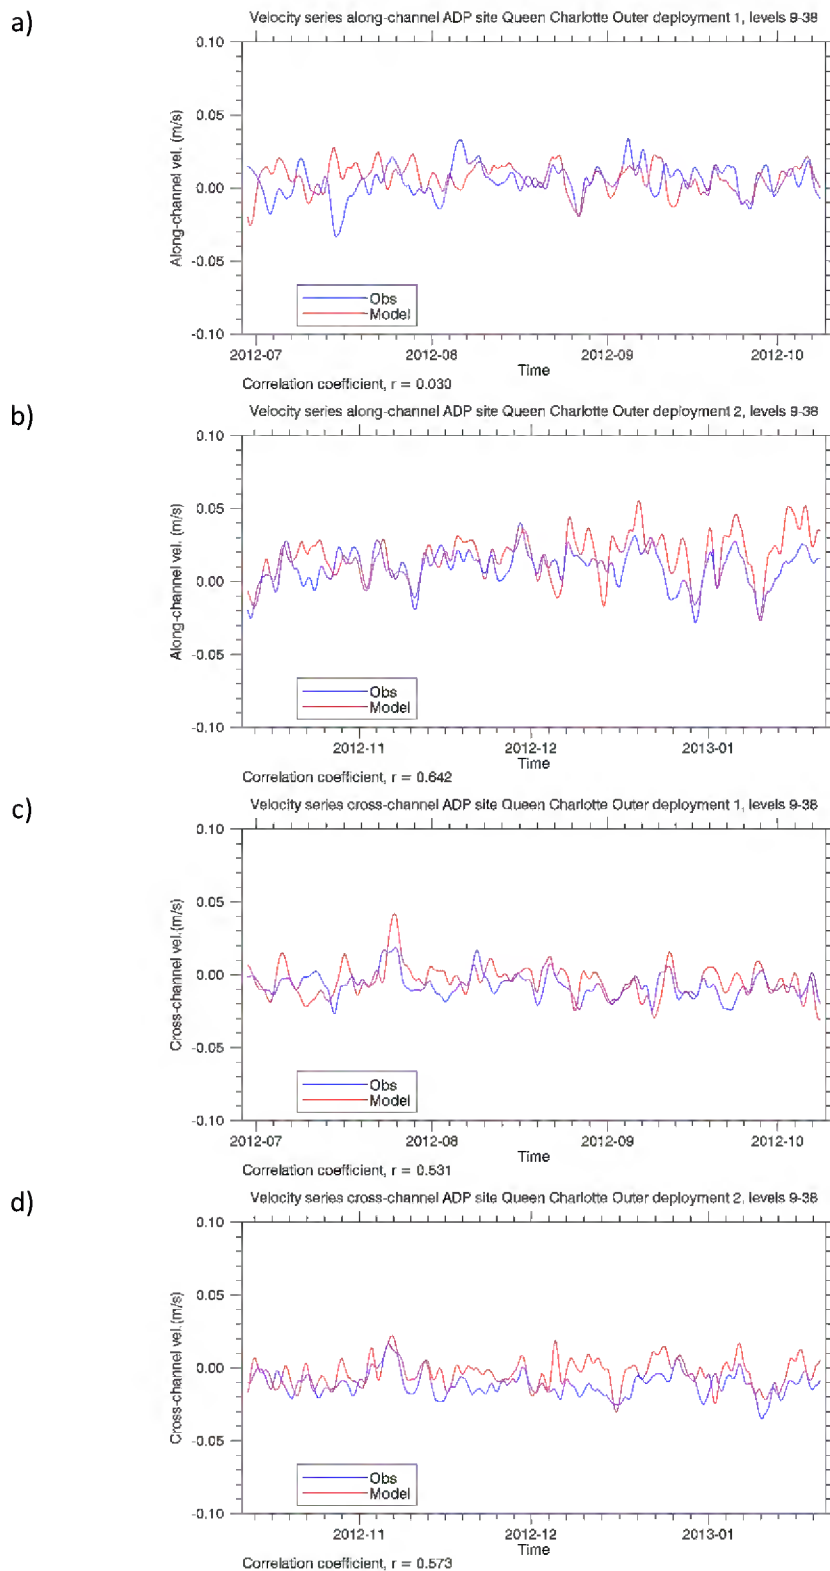 a)
Velocity series along-channel ADP site Queen Charlotte Outer deployment 1, levels 9-38
0.10
0.05
0.00
-0.05
-0.10
Along-channel vel. (m/s)
Obs
Model
2012-07 2012-08 2012-09 2012-10
Time
Correlation coefficient, r = 0.030
b)
Velocity series along-channel ADP site Queen Charlotte Outer deployment 2, levels 9-38
0.10
0.05
0.00
-0.05
-0.10
Along-channel vel. (m/s)
Obs
Model
2012-11 2012-12 2013-01
Time
Correlation coefficient, r = 0.642
c)
Velocity series cross-channel ADP site Queen Charlotte Outer deployment 1, levels 9-38
0.10
0.05
0.00
-0.05
-0.10
Cross-channel vel.(m/s)
Obs
Model
2012-07 2012-08 2012-09 2012-10
Time
Correlation coefficient, r = 0.531
d)
Velocity series cross-channel ADP site Queen Charlotte Outer deployment 2, levels 9-38
0.10
0.05
0.00
-0.05
-0.10
Cross-channel vel.(m/s)
Obs
Model
2012-11 2012-12 2013-01
Time
Correlation coefficient, r = 0.573